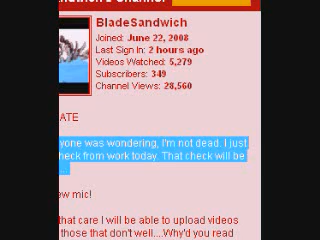 BladeSandwich
Joined: June 22, 2008
Last Sign In: 2 hours ago
Videos Watched: 5,279
Subscribers: 349
Channel Views: 28,560
ATE
yone was wondering, I'm not dead. I just
heck from work today. That check will be
...
ew mic!
that care I will be able to upload videos
those that don't well....Why'd you read